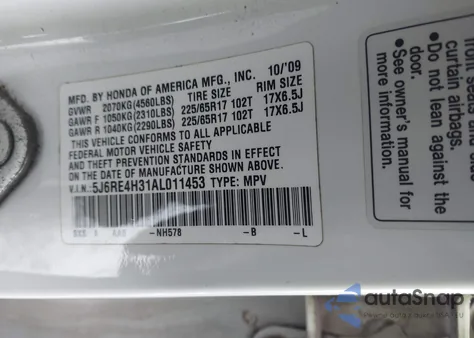 MFD. BY HONDA OF AMERICA MFG., INC. 10/'09
GVWR 2070KG(4560LBS) TIRE SIZE RIM SIZE
GAWR F 1050KG(2310LBS) 225/65R17 102T 17X6.5J
GAWR R 1040KG(2290LBS) 225/65R17 102T 17X6.5J
THIS VEHICLE CONFORMS TO ALL APPLICABLE
FEDERAL MOTOR VEHICLE SAFETY
AND THEFT PREVENTION STANDARDS IN EFFECT
ON THE DATE OF MANUFACTURE SHOWN ABOVE.
V.I.N. 5J6RE4H31AL011453 TYPE: MPV
SXS A AA0 -NH578 -B -L
curtain airbags.
• Do not lean against the
door.
• See owner's manual
autoSnap